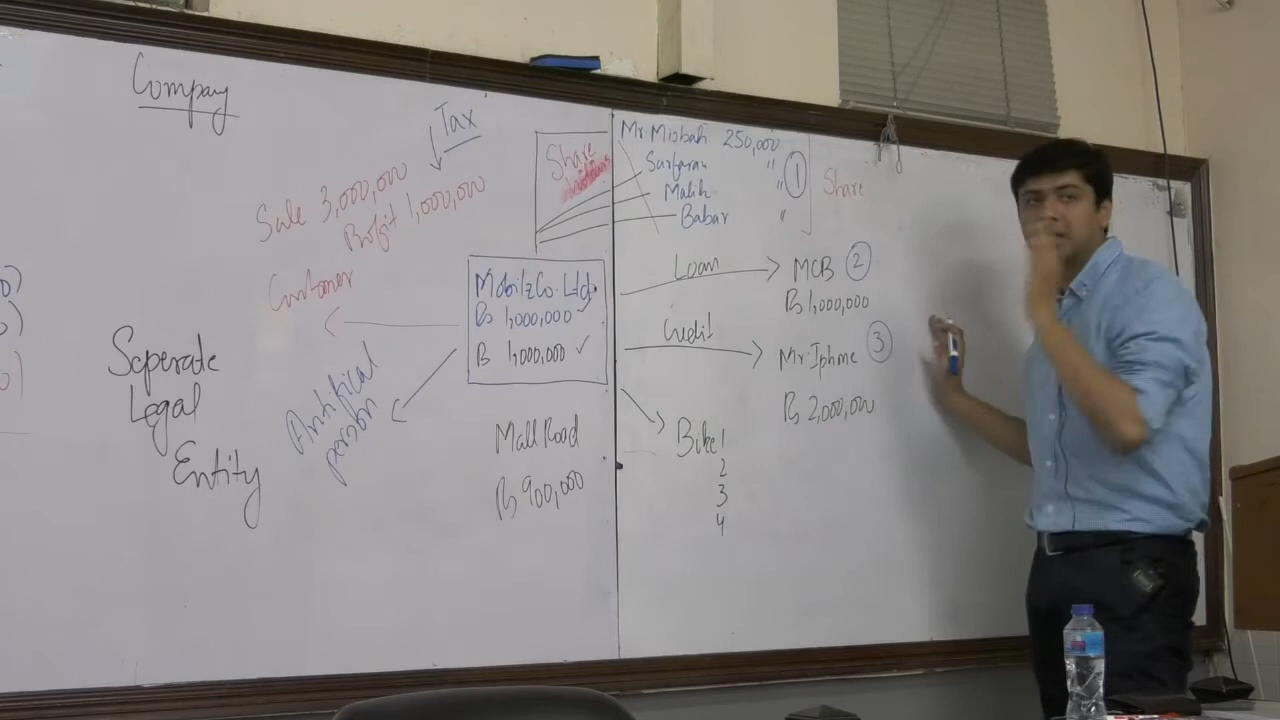 Company
Tax
Sale 3,000,000
Profit 1,000,000
Customer
Seperate
Legal
Entity
Artifical
person
Share
MobilzCo. Ltd.
Rs 1,000,000
Rs 1,000,000 ✓
Mall Road
Rs 900,000
Mr. Misbah 250,000
Sarfaraz "
Malik "
Babar "
1
Share
Loan
MCB 2
Rs 1,000,000
Credit
Mr. Iphone 3
Rs 2,000,000
Bike 1
2
3
4